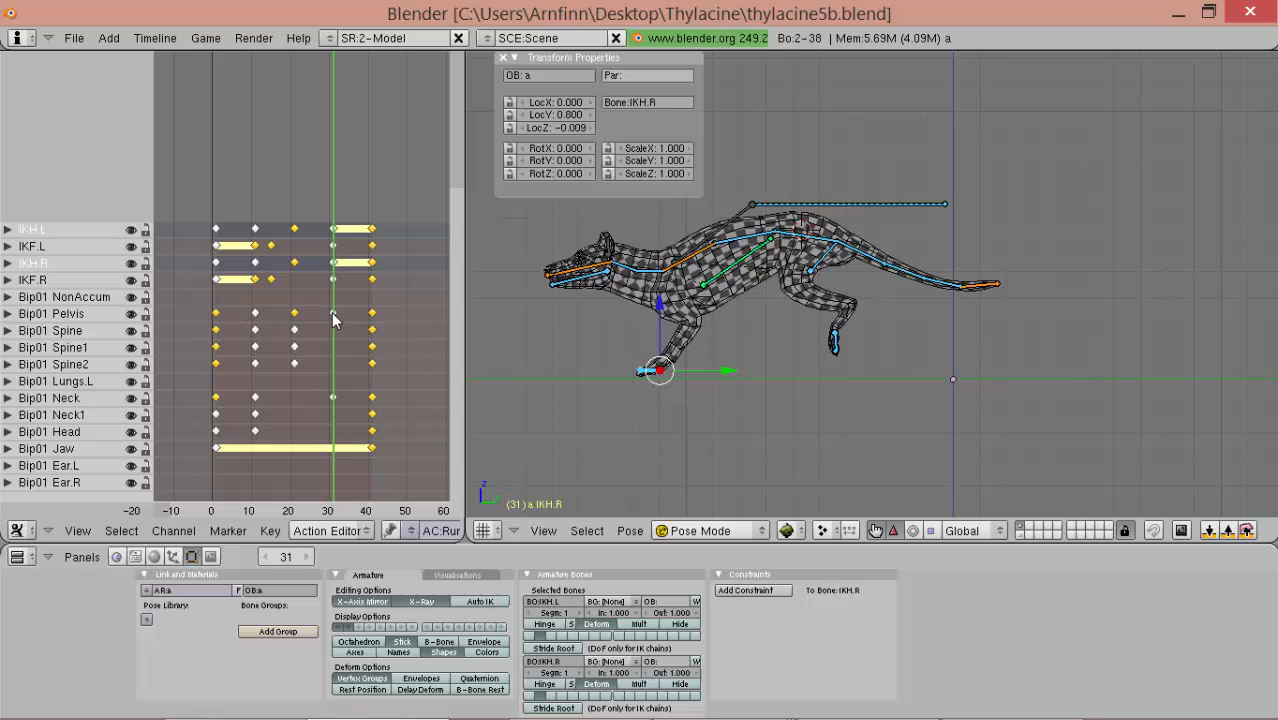 Blender [C:\Users\Arnfinn\Desktop\Thylacine\thylacine5b.blend]
File Add Timeline Game Render Help SR:2-Model SCE:Scene www.blender.org 249.2 Bo:2-38 | Mem:5.69M (4.09M) a
Transform Properties
OB: a Par:
LocX: 0.000 Bone:IKH.R
LocY: 0.800
LocZ: -0.009
RotX: 0.000 ScaleX: 1.000
RotY: 0.000 ScaleY: 1.000
RotZ: 0.000 ScaleZ: 1.000
IKH.L
IKF.L
IKH.R
IKF.R
Bip01 NonAccum
Bip01 Pelvis
Bip01 Spine
Bip01 Spine1
Bip01 Spine2
Bip01 Lungs.L
Bip01 Neck
Bip01 Neck1
Bip01 Head
Bip01 Jaw
Bip01 Ear.L
Bip01 Ear.R
-20 -10 0 10 20 30 40 50 60
z
(31) a IKH.R
View Select Channel Marker Key Action Editor AC:Rur
View Select Pose Pose Mode Global
Panels 31
Link and Materials
AR:a F OB:a
Pose Library: Bone Groups:
Add Group
Armature Visualisations
Editing Options
X-Axis Mirror X-Ray Auto IK
Display Options
Octahedron Stick B-Bone Envelope
Axes Names Shapes Colors
Deform Options
Vertex Groups Envelopes Quaternion
Rest Position Delay Deform B-Bone Rest
Armature Bones
Selected Bones
BO:IKH.L BG: [None] OB: W
Segm: 1 In: 1.000 Out: 1.000
Hinge S Deform Mult Hide
Stride Root (DoF only for IK chains)
BO:IKH.R BG: [None] OB: W
Segm: 1 In: 1.000 Out: 1.000
Hinge S Deform Mult Hide
Stride Root (DoF only for IK chains)
Constraints
Add Constraint To Bone: IKH.R